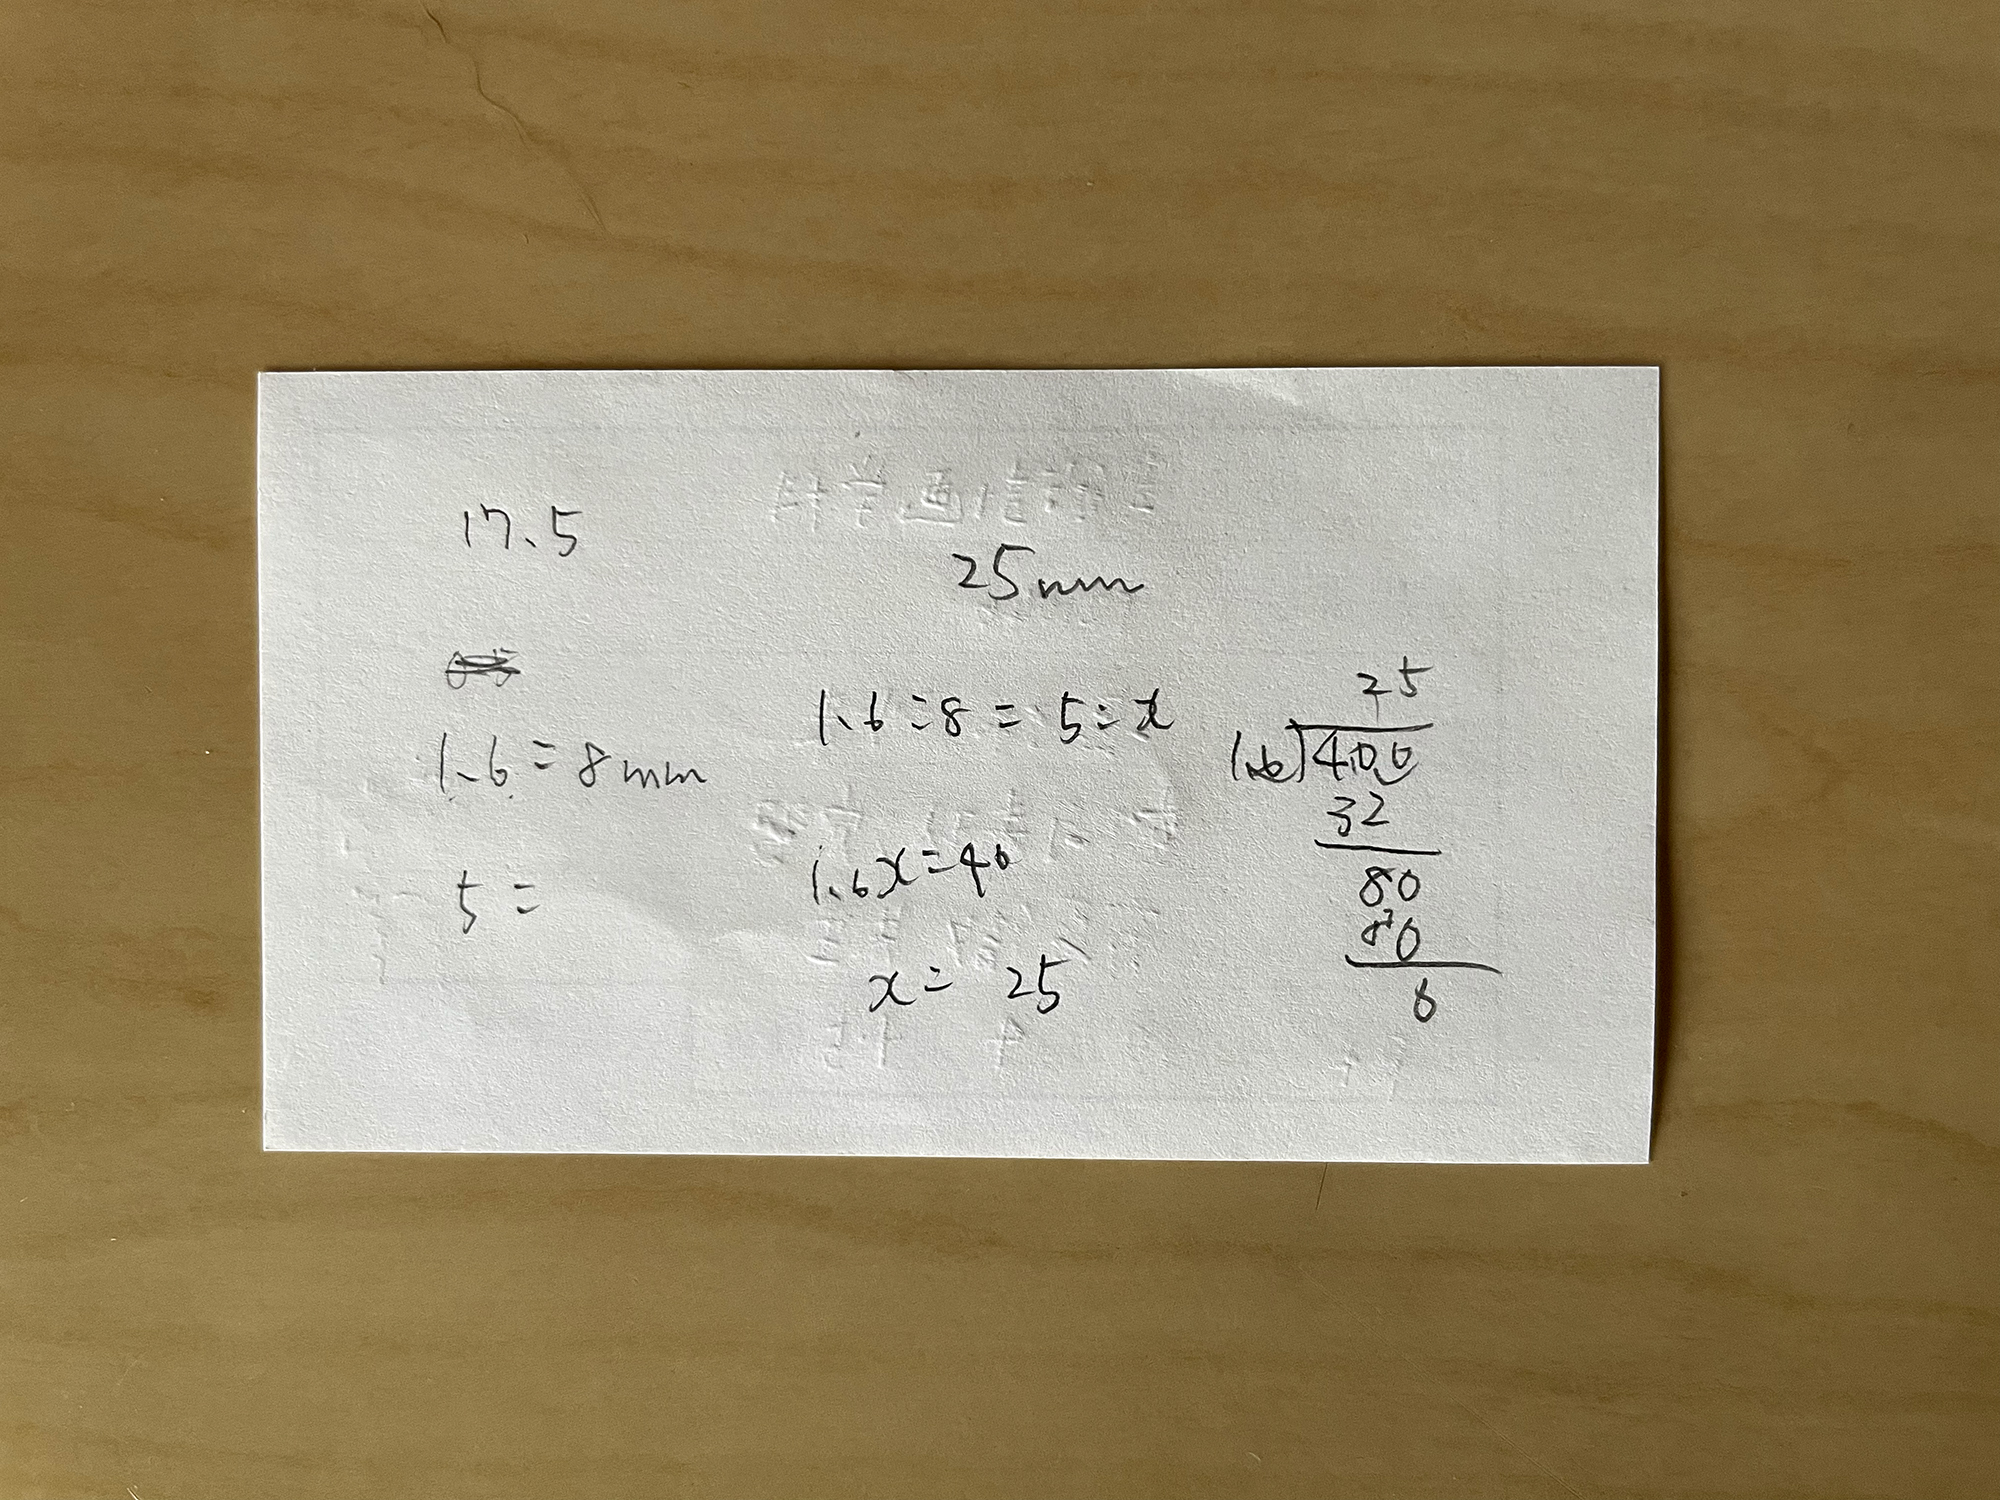 17.5
25mm
1.6 = 8mm
5 =
1.6:8 = 5:x
1.6x = 40
x = 25
25
1.6)40.0
32
80
80
0